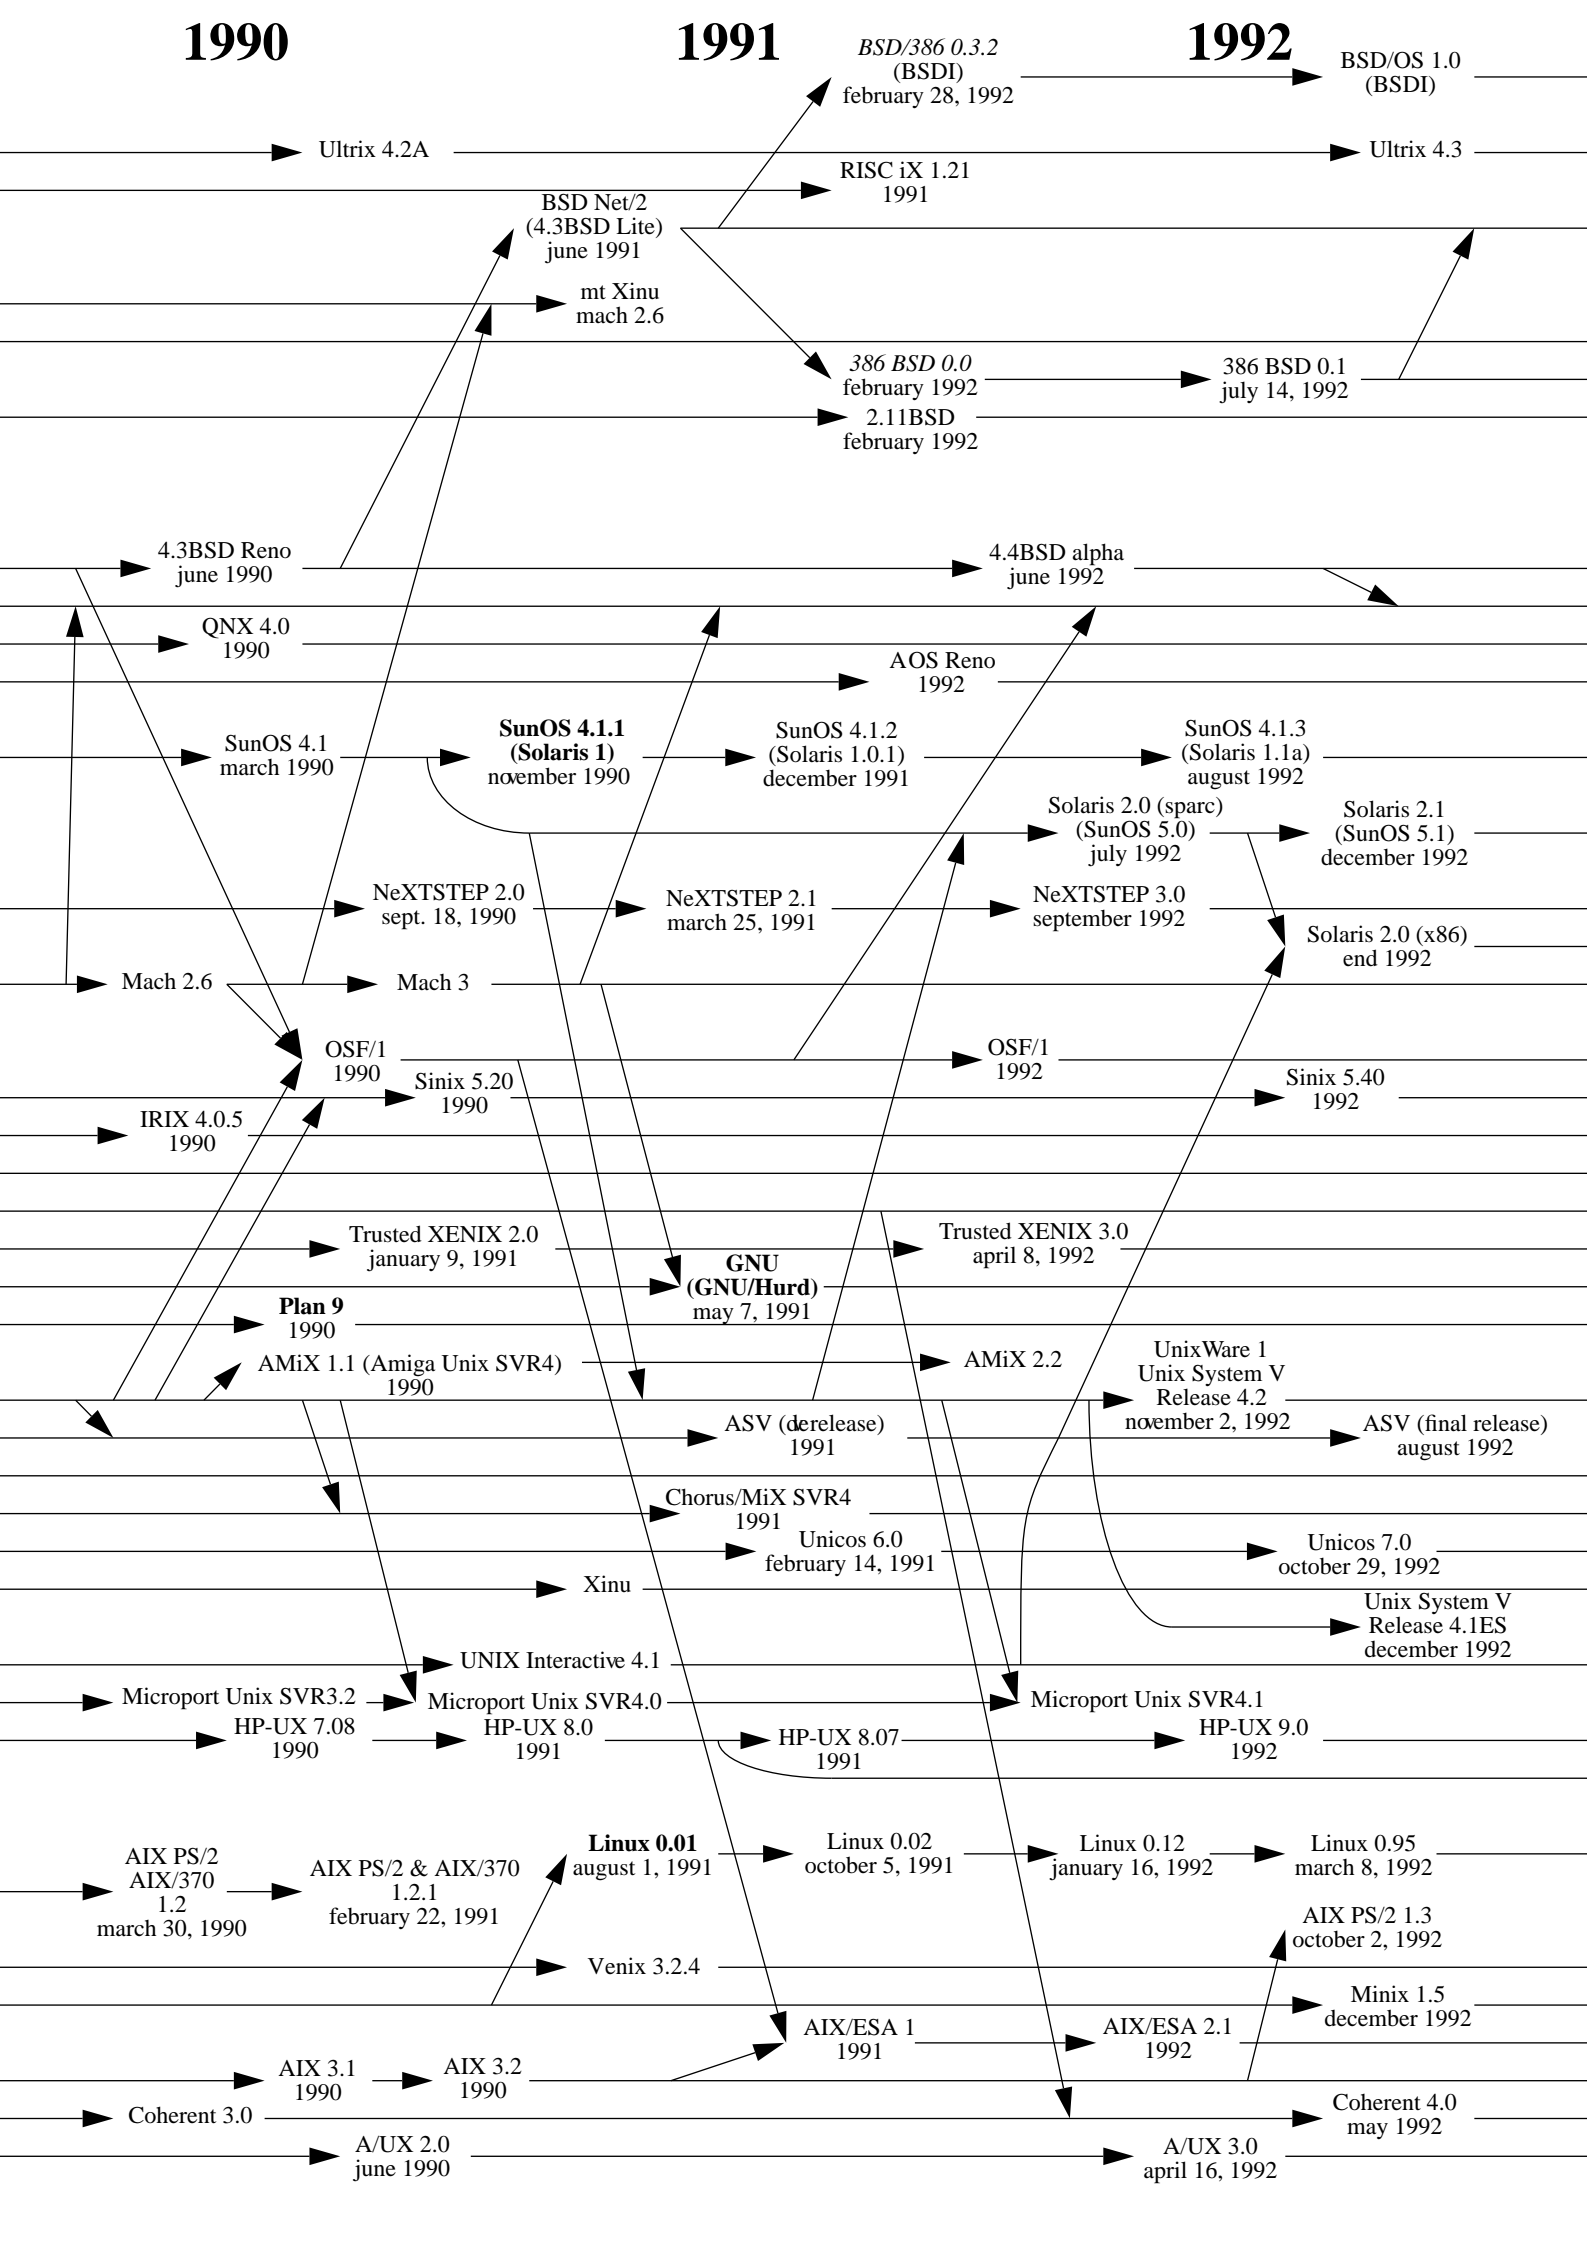 1990
1991
1992
BSD/386 0.3.2
(BSDI)
february 28, 1992
BSD/OS 1.0
(BSDI)
Ultrix 4.2A
Ultrix 4.3
RISC iX 1.21
1991
BSD Net/2
(4.3BSD Lite)
june 1991
mt Xinu
mach 2.6
386 BSD 0.0
february 1992
386 BSD 0.1
july 14, 1992
2.11BSD
february 1992
4.3BSD Reno
june 1990
4.4BSD alpha
june 1992
QNX 4.0
1990
AOS Reno
1992
SunOS 4.1
march 1990
SunOS 4.1.1
(Solaris 1)
november 1990
SunOS 4.1.2
(Solaris 1.0.1)
december 1991
SunOS 4.1.3
(Solaris 1.1a)
august 1992
Solaris 2.0 (sparc)
(SunOS 5.0)
july 1992
Solaris 2.1
(SunOS 5.1)
december 1992
NeXTSTEP 2.0
sept. 18, 1990
NeXTSTEP 2.1
march 25, 1991
NeXTSTEP 3.0
september 1992
Solaris 2.0 (x86)
end 1992
Mach 2.6
Mach 3
OSF/1
1990
OSF/1
1992
Sinix 5.20
1990
Sinix 5.40
1992
IRIX 4.0.5
1990
Trusted XENIX 2.0
january 9, 1991
Trusted XENIX 3.0
april 8, 1992
GNU
(GNU/Hurd)
may 7, 1991
Plan 9
1990
AMiX 1.1 (Amiga Unix SVR4)
1990
AMiX 2.2
UnixWare 1
Unix System V
Release 4.2
november 2, 1992
ASV (release)
1991
ASV (final release)
august 1992
Chorus/MiX SVR4
1991
Unicos 6.0
february 14, 1991
Unicos 7.0
october 29, 1992
Xinu
Unix System V
Release 4.1ES
december 1992
UNIX Interactive 4.1
Microport Unix SVR3.2
Microport Unix SVR4.0
Microport Unix SVR4.1
HP-UX 7.08
1990
HP-UX 8.0
1991
HP-UX 8.07
1991
HP-UX 9.0
1992
Linux 0.01
august 1, 1991
Linux 0.02
october 5, 1991
Linux 0.12
january 16, 1992
Linux 0.95
march 8, 1992
AIX PS/2
AIX/370
1.2
march 30, 1990
AIX PS/2 & AIX/370
1.2.1
february 22, 1991
AIX PS/2 1.3
october 2, 1992
Venix 3.2.4
Minix 1.5
december 1992
AIX/ESA 1
1991
AIX/ESA 2.1
1992
AIX 3.1
1990
AIX 3.2
1990
Coherent 3.0
Coherent 4.0
may 1992
A/UX 2.0
june 1990
A/UX 3.0
april 16, 1992